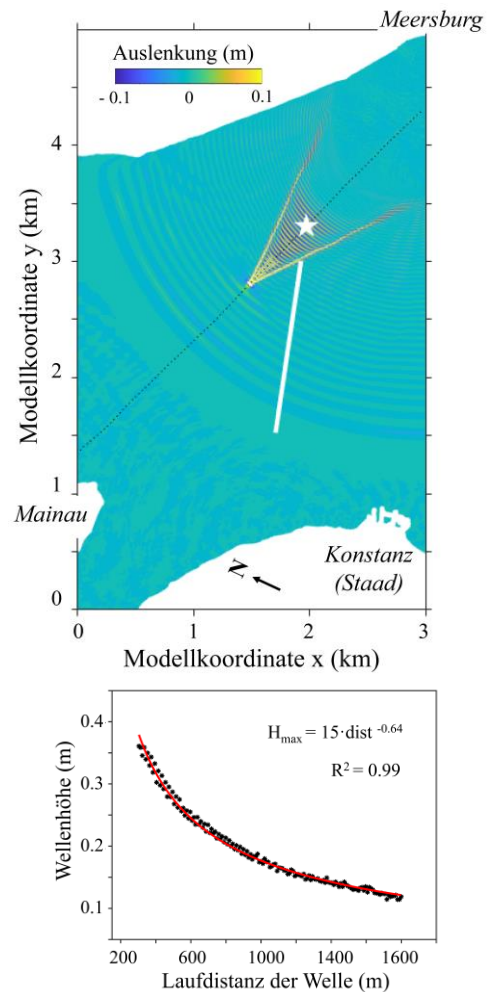 Meersburg
Auslenkung (m)
- 0.1 0 0.1
4
3
2
1
0
Modellkoordinate y (km)
Mainau
Konstanz
(Staad)
N
0 1 2 3
Modellkoordinate x (km)
0.4
0.3
0.2
0.1
Wellenhöhe (m)
Hmax = 15·dist -0.64
R2 = 0.99
200 600 1000 1400 1600
Laufdistanz der Welle (m)